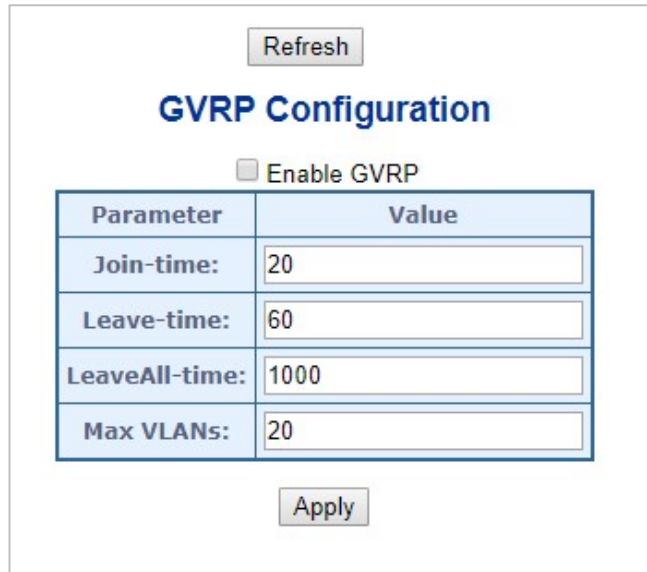 Refresh
GVRP Configuration
Enable GVRP
Parameter Value
Join-time: 20
Leave-time: 60
LeaveAll-time: 1000
Max VLANs: 20
Apply